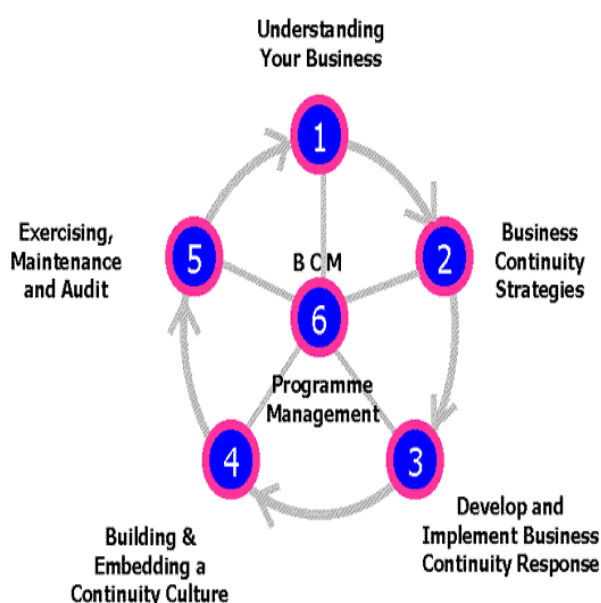 Understanding
Your Business
1
5
Exercising,
Maintenance
and Audit
B C M
6
Programme
Management
2
Business
Continuity
Strategies
4
Building &
Embedding a
Continuity Culture
3
Develop and
Implement Business
Continuity Response